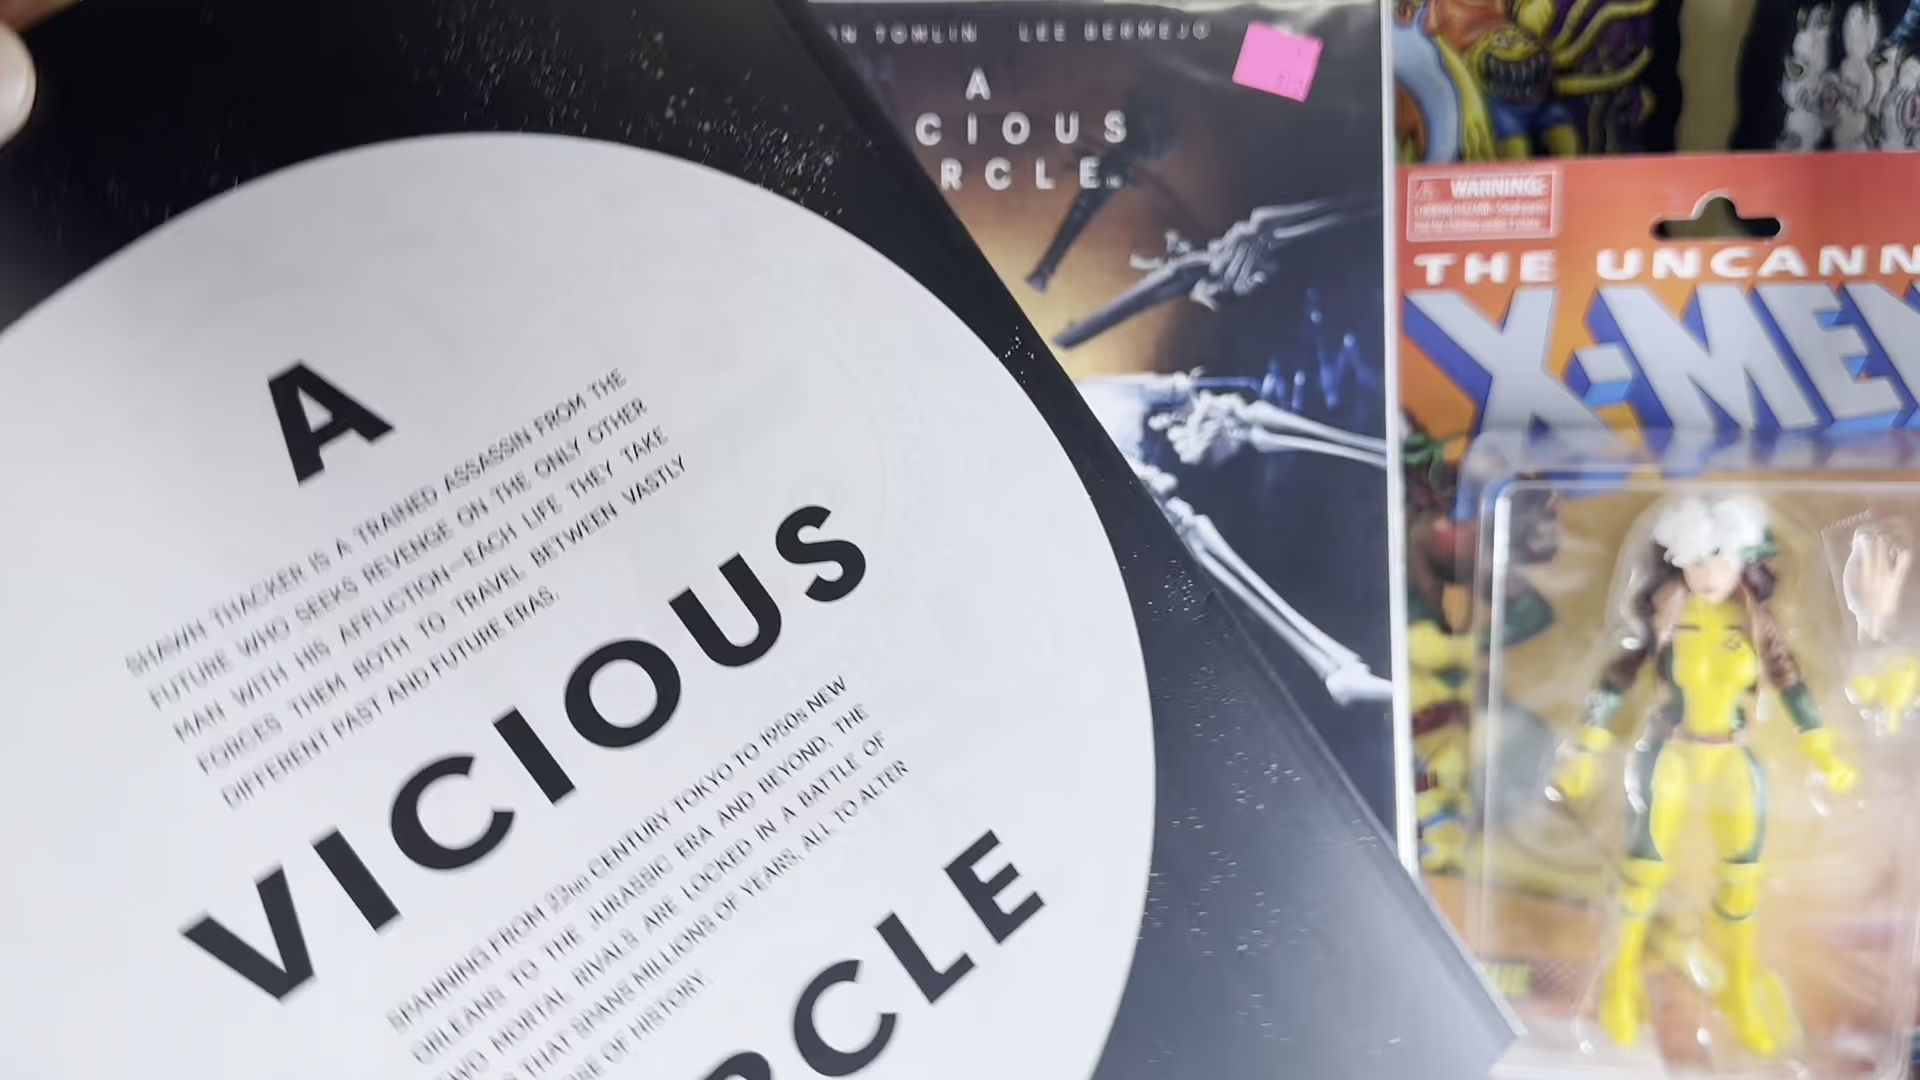 A
SHAWN THACKER IS A TRAINED ASSASSIN FROM THE
FUTURE WHO SEEKS REVENGE ON THE ONLY OTHER
MAN WITH HIS AFFLICTION—EACH LIFE THEY TAKE
FORCES THEM BOTH TO TRAVEL BETWEEN VASTLY
DIFFERENT PAST AND FUTURE ERAS.
VICIOUS
SPANNING FROM 22ND CENTURY TOKYO TO 1950s NEW
ORLEANS TO THE JURASSIC ERA AND BEYOND, THE
TWO MORTAL RIVALS ARE LOCKED IN A BATTLE OF
THAT SPANS MILLIONS OF YEARS, ALL TO ALTER
OF HISTORY.
RCLE
ON TOMLIN LEE BERMEJO
A
CIOUS
RCLE
WARNING:
THE UNCANN
X-MEN